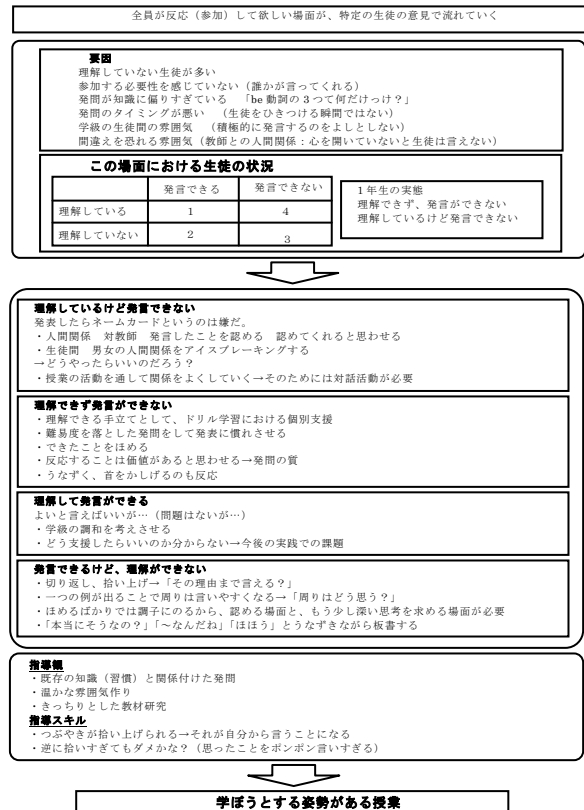 全員が反応（参加）して欲しい場面が、特定の生徒の意見で流れていく
要因
理解していない生徒が多い
参加する必要性を感じていない（誰かが言ってくれる）
発問が知識に偏りすぎている　「be 動詞の 3 つて何だけっけ？」
発問のタイミングが悪い　（生徒をひきつける瞬間ではない）
学級の生徒間の雰囲気　（積極的に発言するのをよしとしない）
間違えを恐れる雰囲気（教師との人間関係：心を開いていないと生徒は言えない）
この場面における生徒の状況
発言できる　発言できない
理解している　1　4
理解していない　2　3
1 年生の実態
理解できず、発言ができない
理解しているけど発言できない
理解しているけど発言できない
発表したらネームカードというのは嫌だ。
・人間関係　対教師　発言したことを認める　認めてくれると思わせる
・生徒間　男女の人間関係をアイスブレーキングする
→どうやったらいいのだろう？
・授業の活動を通して関係をよくしていく→そのためには対話活動が必要
理解できず発言ができない
・理解できる手立てとして、ドリル学習における個別支援
・難易度を落とした発問をして発表に慣れさせる
・できたことをほめる
・反応することは価値があると思わせる→発問の質
・うなずく、首をかしげるのも反応
理解して発言ができる
よいと言えばいいが…（問題はないが…）
・学級の調和を考えさせる
・どう支援したらいいのか分からない→今後の実践での課題
発言できるけど、理解ができない
・切り返し、拾い上げ→「その理由まで言える？」
・一つの例が出ることで周りは言いやすくなる→「周りはどう思う？」
・ほめるばかりでは調子にのるから、認める場面と、もう少し深い思考を求める場面が必要
・「本当にそうなの？」「～なんだね」「ほほう」とうなずきながら板書する
指導観
・既存の知識（習慣）と関係付けた発問
・温かな雰囲気作り
・きっちりとした教材研究
指導スキル
・つぶやきが拾い上げられる→それが自分から言うことになる
・逆に拾いすぎてもダメかな？（思ったことをポンポン言いすぎる）
学ぼうとする姿勢がある授業